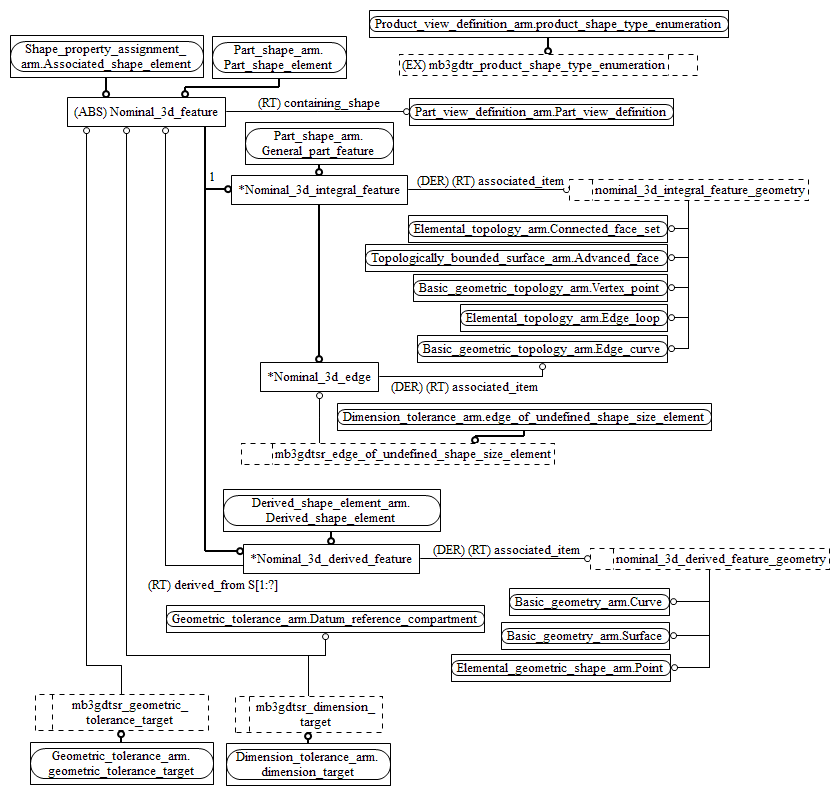 Product_view_definition_arm.product_shape_type_enumeration
Shape_property_assignment_
arm.Associated_shape_element
Part_shape_arm.
Part_shape_element
(EX) mb3gdtr_product_shape_type_enumeration
(RT) containing_shape
(ABS) Nominal_3d_feature
Part_view_definition_arm.Part_view_definition
Part_shape_arm.
General_part_feature
1
*Nominal_3d_integral_feature
(DER) (RT) associated_item
nominal_3d_integral_feature_geometry
Elemental_topology_arm.Connected_face_set
Topologically_bounded_surface_arm.Advanced_face
Basic_geometric_topology_arm.Vertex_point
Elemental_topology_arm.Edge_loop
Basic_geometric_topology_arm.Edge_curve
*Nominal_3d_edge
(DER) (RT) associated_item
Dimension_tolerance_arm.edge_of_undefined_shape_size_element
mb3gdtsr_edge_of_undefined_shape_size_element
Derived_shape_element_arm.
Derived_shape_element
*Nominal_3d_derived_feature
(DER) (RT) associated_item
nominal_3d_derived_feature_geometry
(RT) derived_from S[1:?]
Basic_geometry_arm.Curve
Geometric_tolerance_arm.Datum_reference_compartment
Basic_geometry_arm.Surface
Elemental_geometric_shape_arm.Point
mb3gdtsr_geometric_
tolerance_target
mb3gdtsr_dimension_
target
Geometric_tolerance_arm.
geometric_tolerance_target
Dimension_tolerance_arm.
dimension_target